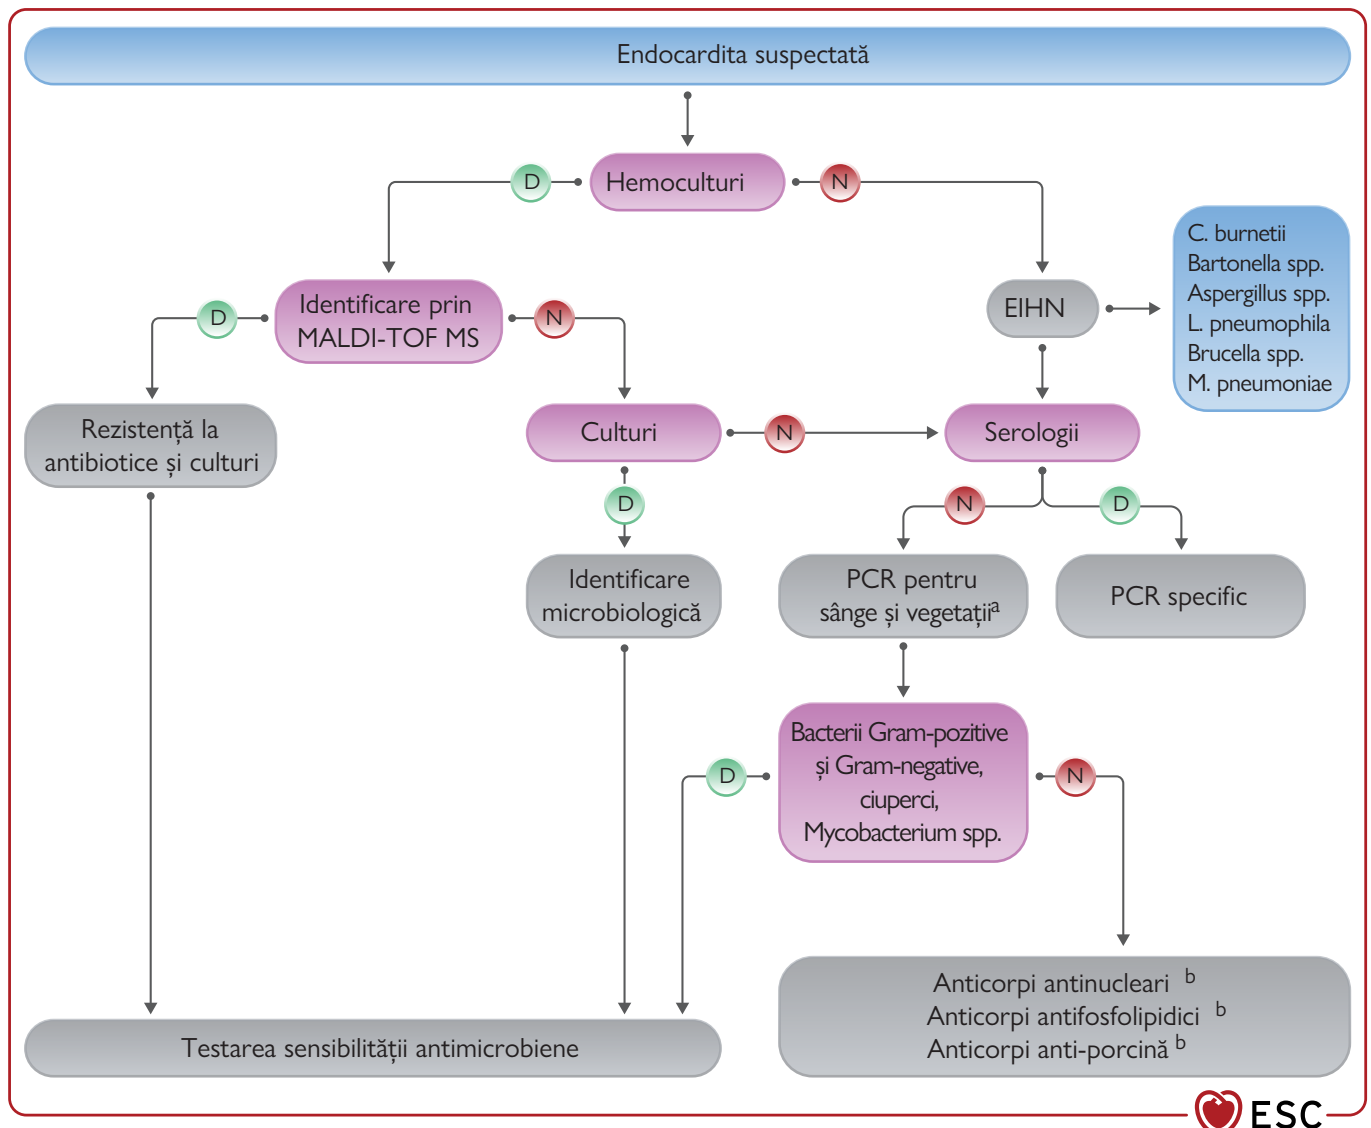 Endocardita suspectată
D
Hemoculturi
N
C. burnetii
Bartonella spp.
Aspergillus spp.
L. pneumophila
Brucella spp.
M. pneumoniae
D
Identificare prin
MALDI-TOF MS
N
EIHN
Rezistență la
antibiotice și culturi
Culturi
N
Serologii
D
N
D
Identificare
microbiologică
PCR pentru
sânge și vegetații a
PCR specific
Bacterii Gram-pozitive
și Gram-negative,
ciuperci,
Mycobacterium spp.
D
N
Anticorpi antinucleari b
Anticorpi antifosfolipidici b
Anticorpi anti-porcină b
Testarea sensibilității antimicrobiene
ESC